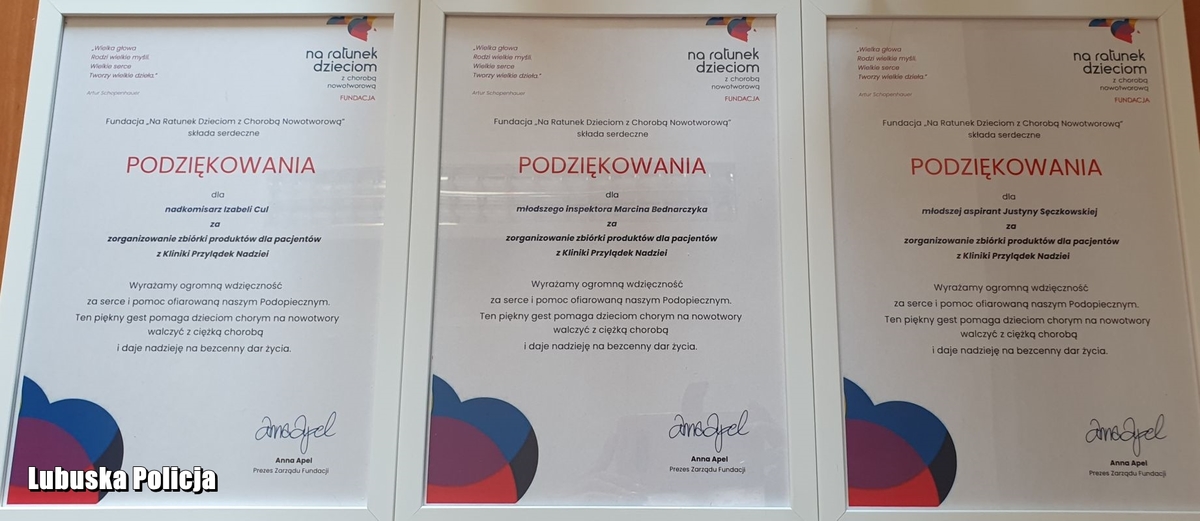 „Wielka głowa
Rodzi wielkie myśli.
Wielkie serce
Tworzy wielkie dzieła."
Artur Schopenhauer
na ratunek
dzieciom
z chorobą
nowotworową
FUNDACJA
Fundacja „Na Ratunek Dzieciom z Chorobą Nowotworową"
składa serdeczne
PODZIĘKOWANIA
dla
nadkomisarz Izabeli Cul
za
zorganizowanie zbiórki produktów dla pacjentów
z Kliniki Przylądek Nadziei
Wyrażamy ogromną wdzięczność
za serce i pomoc ofiarowaną naszym Podopiecznym.
Ten piękny gest pomaga dzieciom chorym na nowotwory
walczyć z ciężką chorobą
i daje nadzieję na bezcenny dar życia.
Anna Apel
Anna Apel
Prezes Zarządu Fundacji
„Wielka głowa
Rodzi wielkie myśli.
Wielkie serce
Tworzy wielkie dzieła."
Artur Schopenhauer
na ratunek
dzieciom
z chorobą
nowotworową
FUNDACJA
Fundacja „Na Ratunek Dzieciom z Chorobą Nowotworową"
składa serdeczne
PODZIĘKOWANIA
dla
młodszego inspektora Marcina Bednarczyka
za
zorganizowanie zbiórki produktów dla pacjentów
z Kliniki Przylądek Nadziei
Wyrażamy ogromną wdzięczność
za serce i pomoc ofiarowaną naszym Podopiecznym.
Ten piękny gest pomaga dzieciom chorym na nowotwory
walczyć z ciężką chorobą
i daje nadzieję na bezcenny dar życia.
Anna Apel
Anna Apel
Prezes Zarządu Fundacji
„Wielka głowa
Rodzi wielkie myśli.
Wielkie serce
Tworzy wielkie dzieła."
Artur Schopenhauer
na ratunek
dzieciom
z chorobą
nowotworową
FUNDACJA
Fundacja „Na Ratunek Dzieciom z Chorobą Nowotworową"
składa serdeczne
PODZIĘKOWANIA
dla
młodszej aspirant Justyny Sęczkowskiej
za
zorganizowanie zbiórki produktów dla pacjentów
z Kliniki Przylądek Nadziei
Wyrażamy ogromną wdzięczność
za serce i pomoc ofiarowaną naszym Podopiecznym.
Ten piękny gest pomaga dzieciom chorym na nowotwory
walczyć z ciężką chorobą
i daje nadzieję na bezcenny dar życia.
Anna Apel
Anna Apel
Prezes Zarządu Fundacji
Lubuska Policja